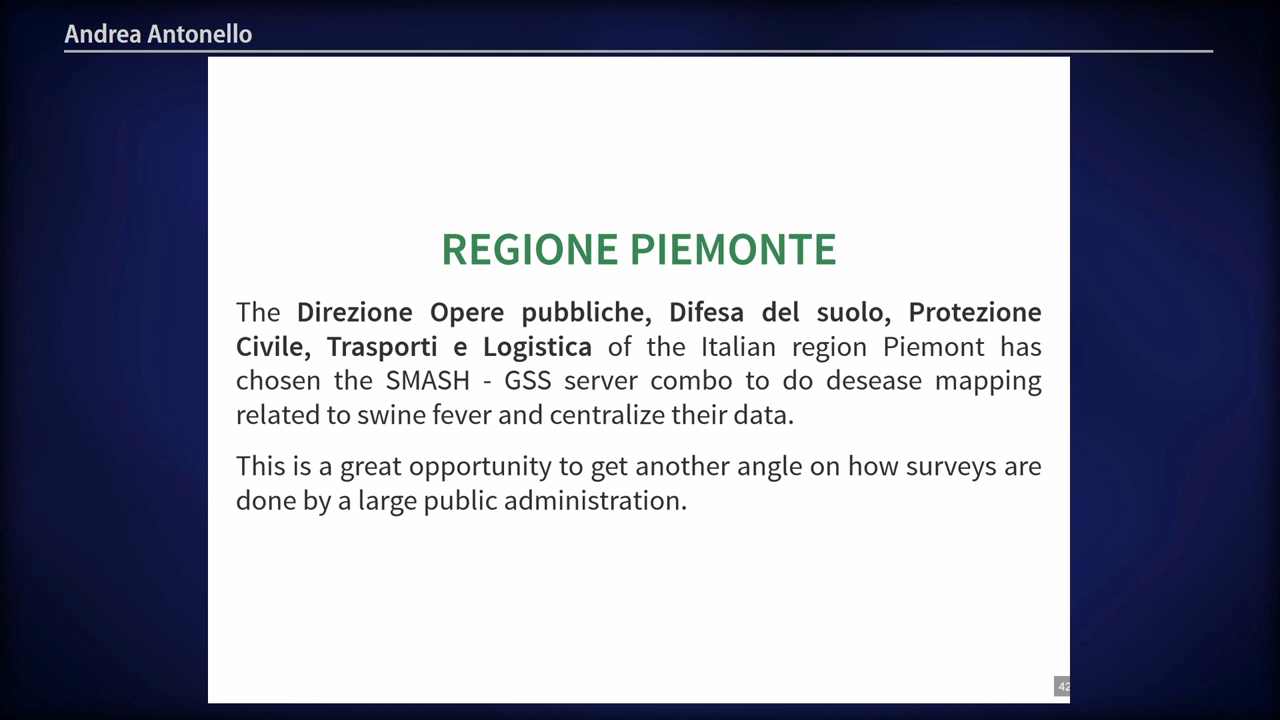 Andrea Antonello
REGIONE PIEMONTE
The Direzione Opere pubbliche, Difesa del suolo, Protezione
Civile, Trasporti e Logistica of the Italian region Piemont has
chosen the SMASH - GSS server combo to do desease mapping
related to swine fever and centralize their data.
This is a great opportunity to get another angle on how surveys are
done by a large public administration.
42